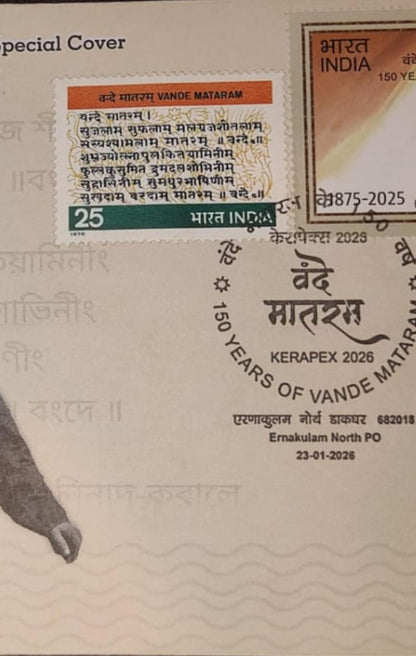 Special Cover
वन्दे मातरम् VANDE MATARAM
वन्दे मातरम् ।
सुजलाम् सुफलाम् मलयजशीतलाम्
सस्यश्यामलाम् मातरम् ॥ वन्दे०॥
शुभ्रज्योत्स्नापुलकितयामिनीम्
फुल्लकुसुमित द्रुमदलशोभिनीम्
सुहासिनीम् सुमधुरभाषिणीम्
सुखदाम् वरदाम् मातरम् ॥ वन्दे०॥
25 भारत INDIA
1976
भारत
INDIA
150 YE
1875-2025
केरापेक्स 2026
वंदे
मातरम
KERAPEX 2026
150 YEARS OF VANDE MATARAM
एरणाकुलम नोर्थ डाकघर 682018
Ernakulam North PO
23-01-2026